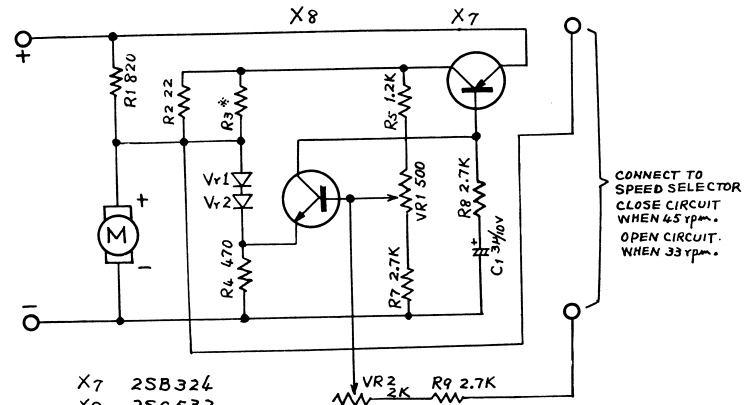 X8 X7
+
R1 820
R2 22
R3※
R5 1.2K
Vr1
Vr2
VR1 500
R8 2.7K
CONNECT TO
SPEED SELECTOR
CLOSE CIRCUIT
WHEN 45 rpm.
OPEN CIRCUIT.
WHEN 33 rpm.
+
M
-
R4 470
R7 2.7K
+
C1 3μ/10V
-
VR2
2K
R9 2.7K
X7 2SB324